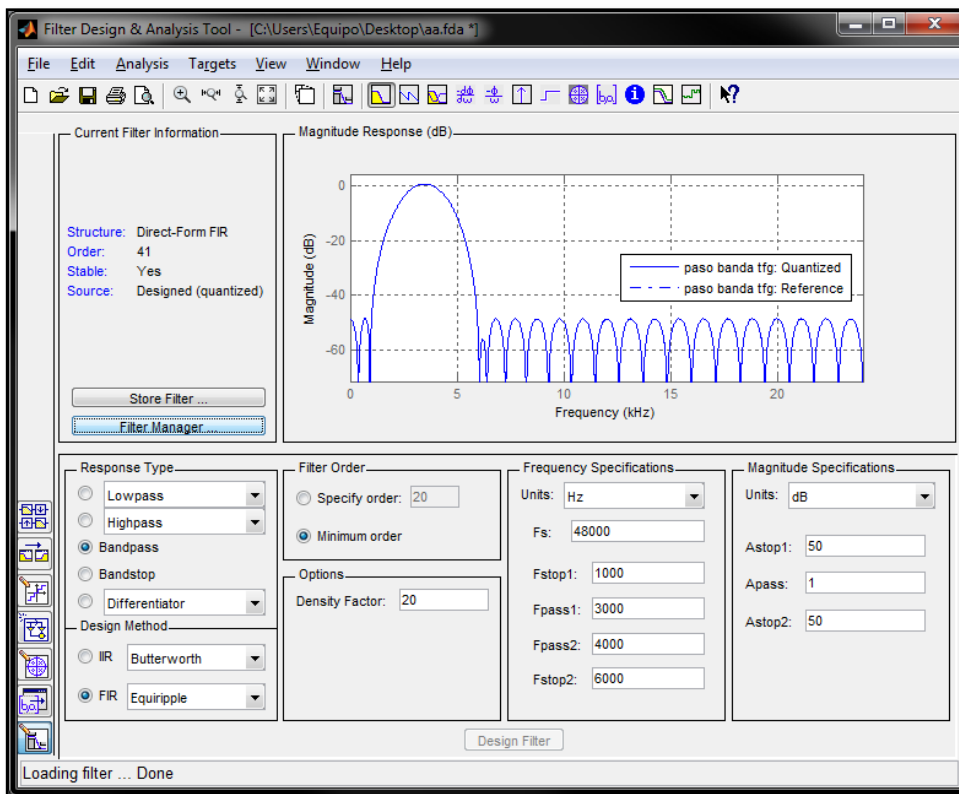 Filter Design & Analysis Tool - [C:\Users\Equipo\Desktop\aa.fda *]
File Edit Analysis Targets View Window Help
Current Filter Information
Structure: Direct-Form FIR
Order: 41
Stable: Yes
Source: Designed (quantized)
Store Filter ...
Filter Manager ...
Magnitude Response (dB)
Magnitude (dB)
0
-20
-40
-60
0 5 10 15 20
Frequency (kHz)
paso banda tfg: Quantized
paso banda tfg: Reference
Response Type
Lowpass
Highpass
Bandpass
Bandstop
Differentiator
Design Method
IIR Butterworth
FIR Equiripple
Filter Order
Specify order: 20
Minimum order
Options
Density Factor: 20
Frequency Specifications
Units: Hz
Fs: 48000
Fstop1: 1000
Fpass1: 3000
Fpass2: 4000
Fstop2: 6000
Magnitude Specifications
Units: dB
Astop1: 50
Apass: 1
Astop2: 50
Design Filter
Loading filter ... Done